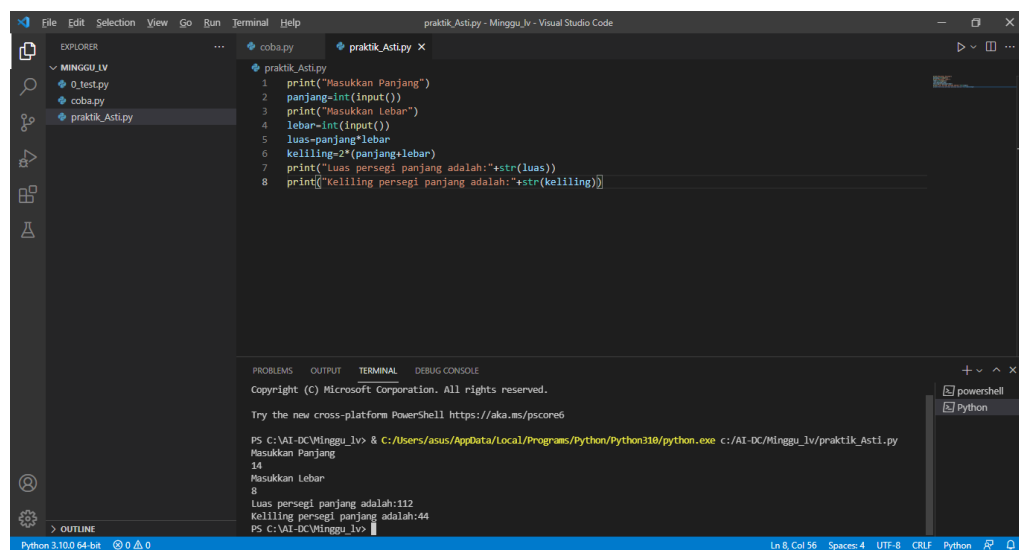 File Edit Selection View Go Run Terminal Help praktik_Asti.py - Minggu_lv - Visual Studio Code
EXPLORER
MINGGU_LV
0_test.py
coba.py
praktik_Asti.py
OUTLINE
coba.py praktik_Asti.py
praktik_Asti.py
1 print("Masukkan Panjang")
2 panjang=int(input())
3 print("Masukkan Lebar")
4 lebar=int(input())
5 luas=panjang*lebar
6 keliling=2*(panjang+lebar)
7 print("Luas persegi panjang adalah:"+str(luas))
8 print("Keliling persegi panjang adalah:"+str(keliling))
PROBLEMS OUTPUT TERMINAL DEBUG CONSOLE
Copyright (C) Microsoft Corporation. All rights reserved.
Try the new cross-platform PowerShell https://aka.ms/pscore6
PS C:\AI-DC\Minggu_lv> & C:/Users/asus/AppData/Local/Programs/Python/Python310/python.exe c:/AI-DC/Minggu_lv/praktik_Asti.py
Masukkan Panjang
14
Masukkan Lebar
8
Luas persegi panjang adalah:112
Keliling persegi panjang adalah:44
PS C:\AI-DC\Minggu_lv>
powershell
Python
Python 3.10.0 64-bit 0 0 Ln 8, Col 56 Spaces: 4 UTF-8 CRLF Python